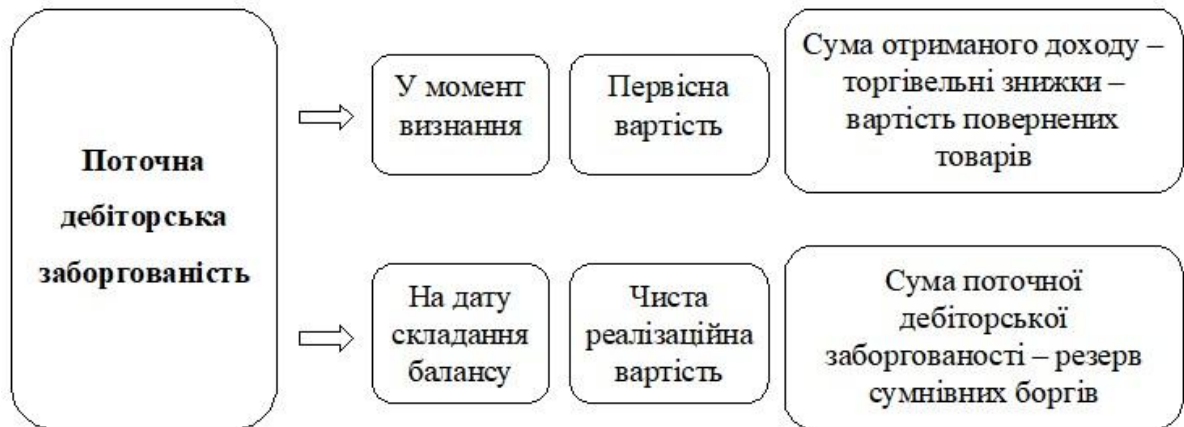 Поточна
дебіторська
заборгованість
У момент
визнання
Первісна
вартість
Сума отриманого доходу –
торгівельні знижки –
вартість повернених
товарів
На дату
складання
балансу
Чиста
реалізаційна
вартість
Сума поточної
дебіторської
заборгованості – резерв
сумнівних боргів